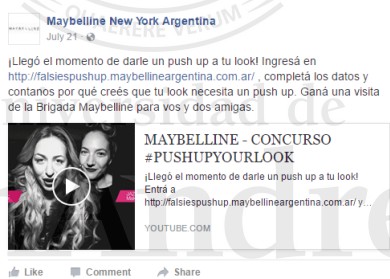 QUAERERE VERUM
Maybelline New York Argentina
July 21
¡Llegó el momento de darle un push up a tu look! Ingresá en
http://falsiespushup.maybellineargentina.com.ar/ , completá los datos y
contanos por qué creés que tu look necesita un push up. Ganá una visita
de la Brigada Maybelline para vos y dos amigas.
MAYBELLINE - CONCURSO
#PUSHUPYOURLOOK
¡Llegó el momento de darle un push up a tu look!
Entrá a
http://falsiespushup.maybellineargentina.com.ar/ y...
YOUTUBE.COM
Like Comment Share